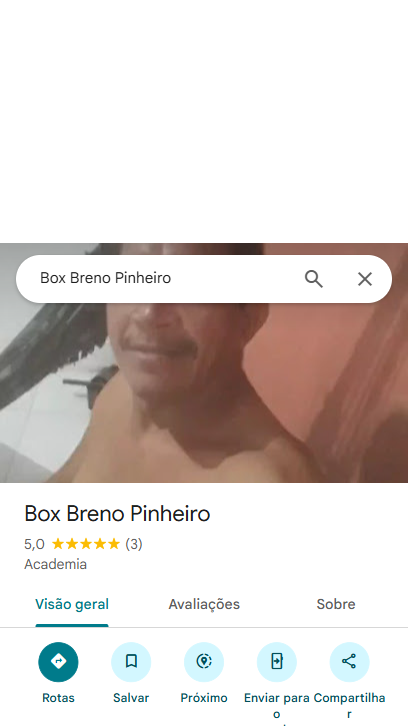 Box Breno Pinheiro
Box Breno Pinheiro
5,0 (3)
Academia
Visão geral Avaliações Sobre
Rotas Salvar Próximo Enviar para Compartilha
o r